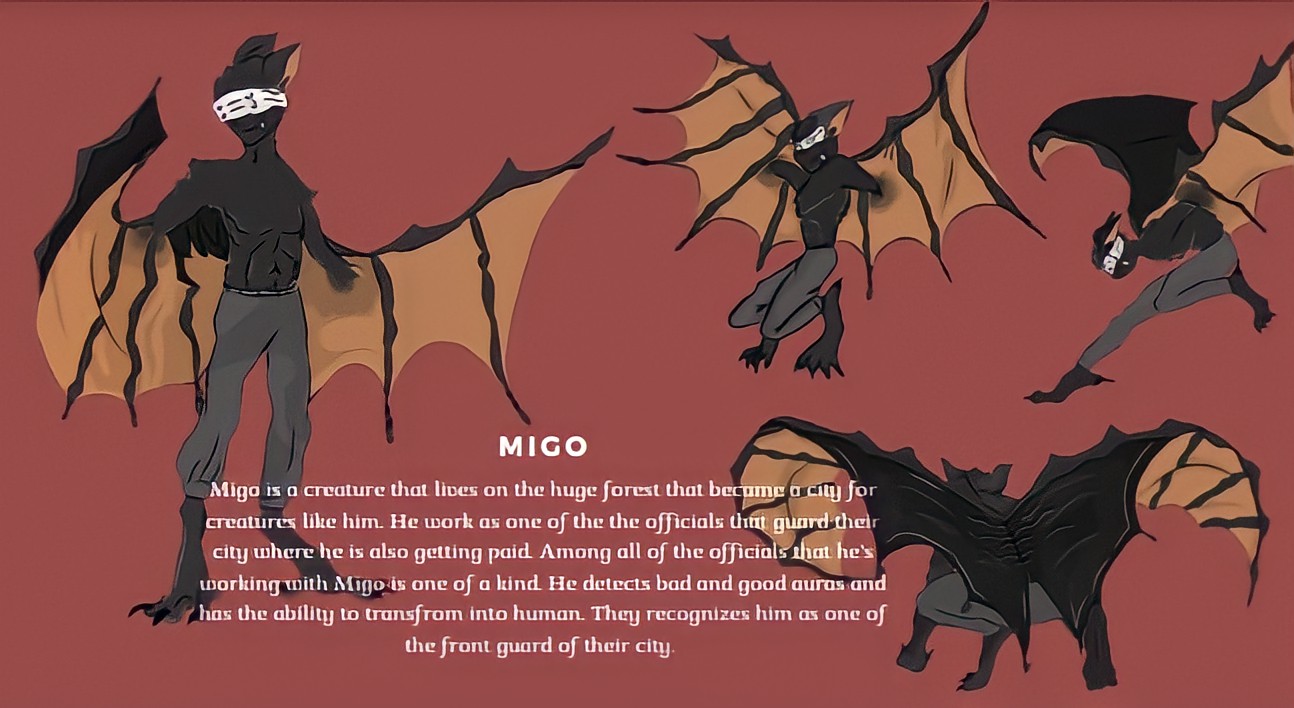 MIGO
Migo is a creature that lives on the huge forest that became a city for
creatures like him. He work as one of the the officials that guard their
city where he is also getting paid. Among all of the officials that he's
working with Migo is one of a kind. He detects bad and good auras and
has the ability to transfrom into human. They recognizes him as one of
the front guard of their city.